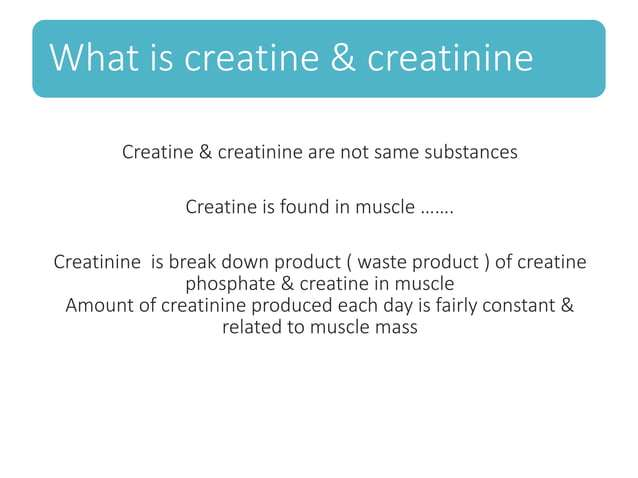 What is creatine & creatinine
Creatine & creatinine are not same substances
Creatine is found in muscle …….
Creatinine  is break down product ( waste product ) of creatine
phosphate & creatine in muscle
Amount of creatinine produced each day is fairly constant &
related to muscle mass